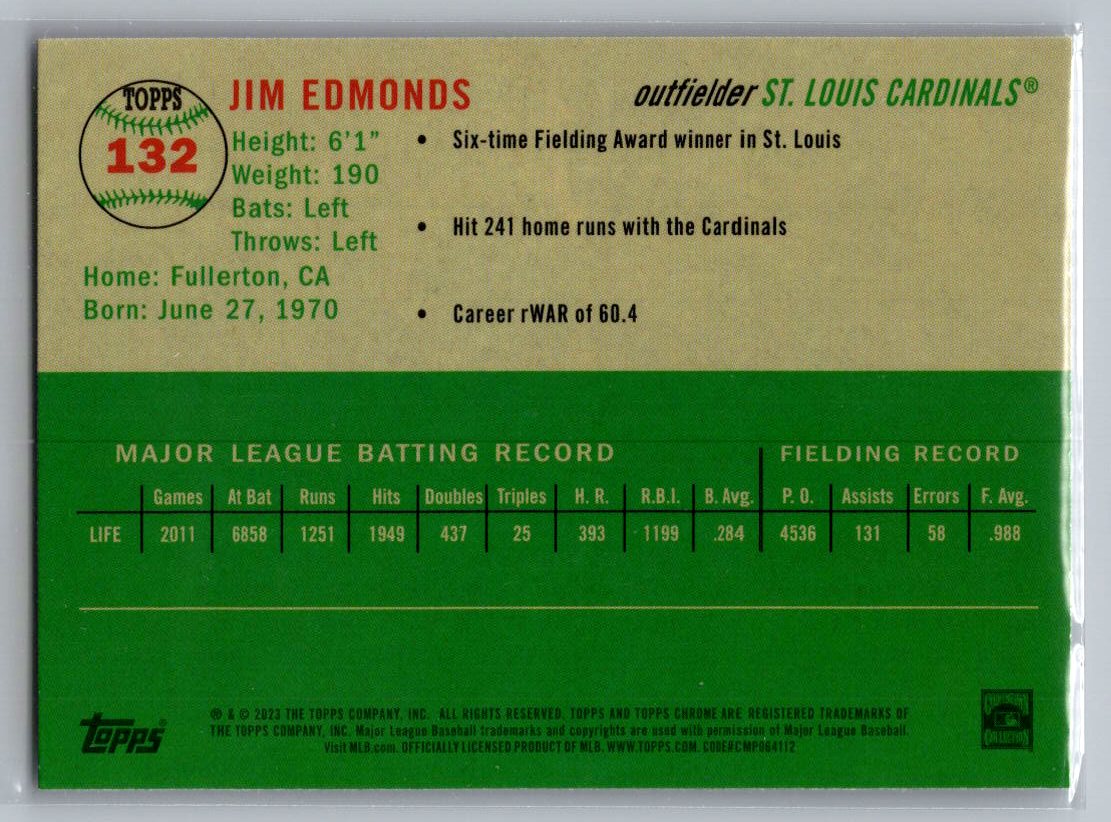 TOPPS
132
JIM EDMONDS
outfielder ST. LOUIS CARDINALS®
Height: 6'1"
Weight: 190
Bats: Left
Throws: Left
Home: Fullerton, CA
Born: June 27, 1970
• Six-time Fielding Award winner in St. Louis
• Hit 241 home runs with the Cardinals
• Career rWAR of 60.4
MAJOR LEAGUE BATTING RECORD FIELDING RECORD
Games At Bat Runs Hits Doubles Triples H. R. R.B.I. B. Avg. P. O. Assists Errors F. Avg.
LIFE 2011 6858 1251 1949 437 25 393 1199 .284 4536 131 58 .988
topps®
® & © 2023 THE TOPPS COMPANY, INC. ALL RIGHTS RESERVED. TOPPS AND TOPPS CHROME ARE REGISTERED TRADEMARKS OF
THE TOPPS COMPANY, INC. Major League Baseball trademarks and copyrights are used with permission of Major League Baseball.
Visit MLB.com. OFFICIALLY LICENSED PRODUCT OF MLB. WWW.TOPPS.COM. CODE#CMP064112
COLLECTION